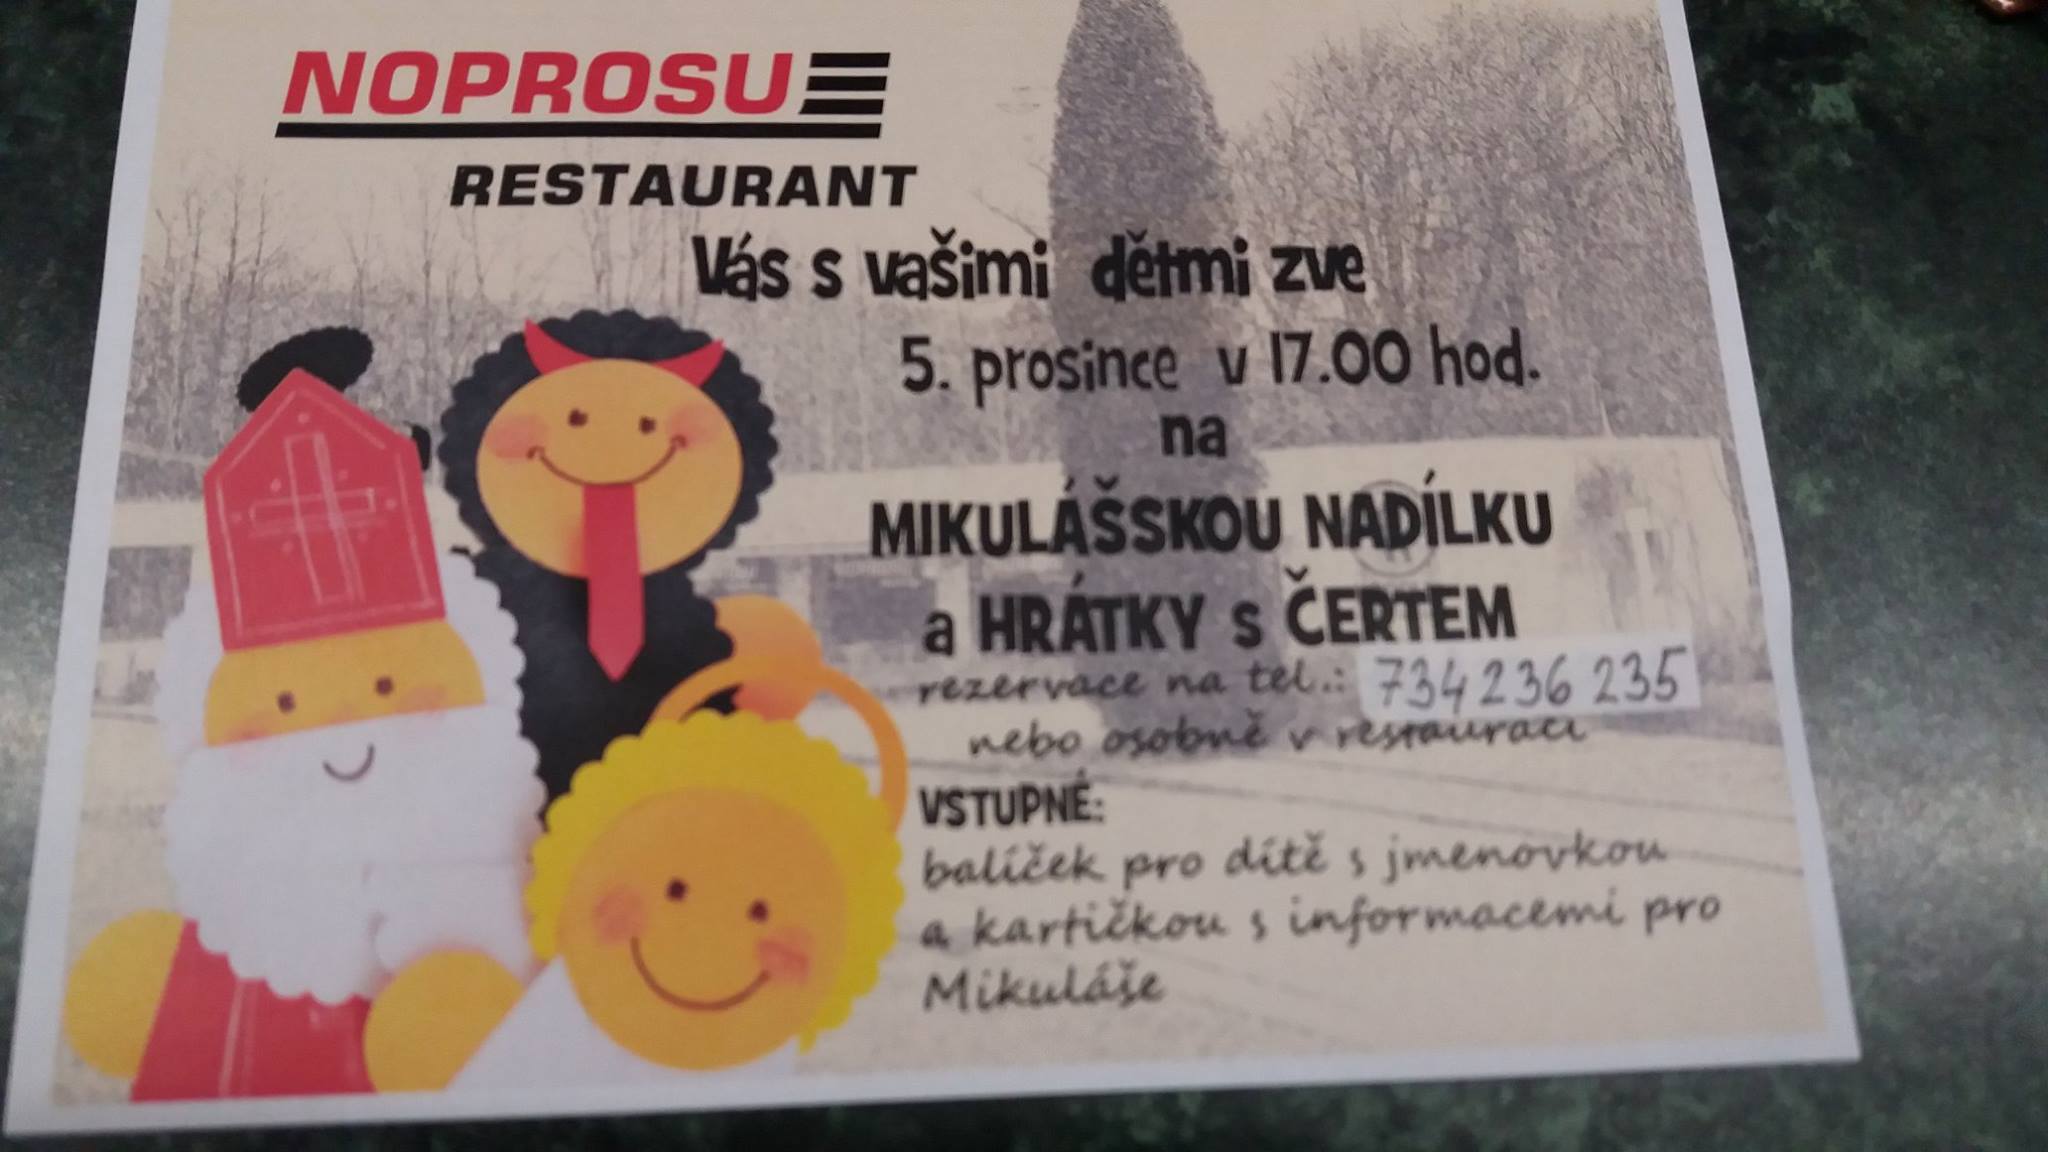 NOPROSU
RESTAURANT
Vás s vašimi dětmi zve
5. prosince v 17.00 hod.
na
MIKULÁŠSKOU NADÍLKU
a HRÁTKY s ČERTEM
rezervace na tel.: 734 236 235
nebo osobně v restauraci
VSTUPNÉ:
balíček pro dítě s jmenovkou
a kartičkou s informacemi pro
Mikuláše